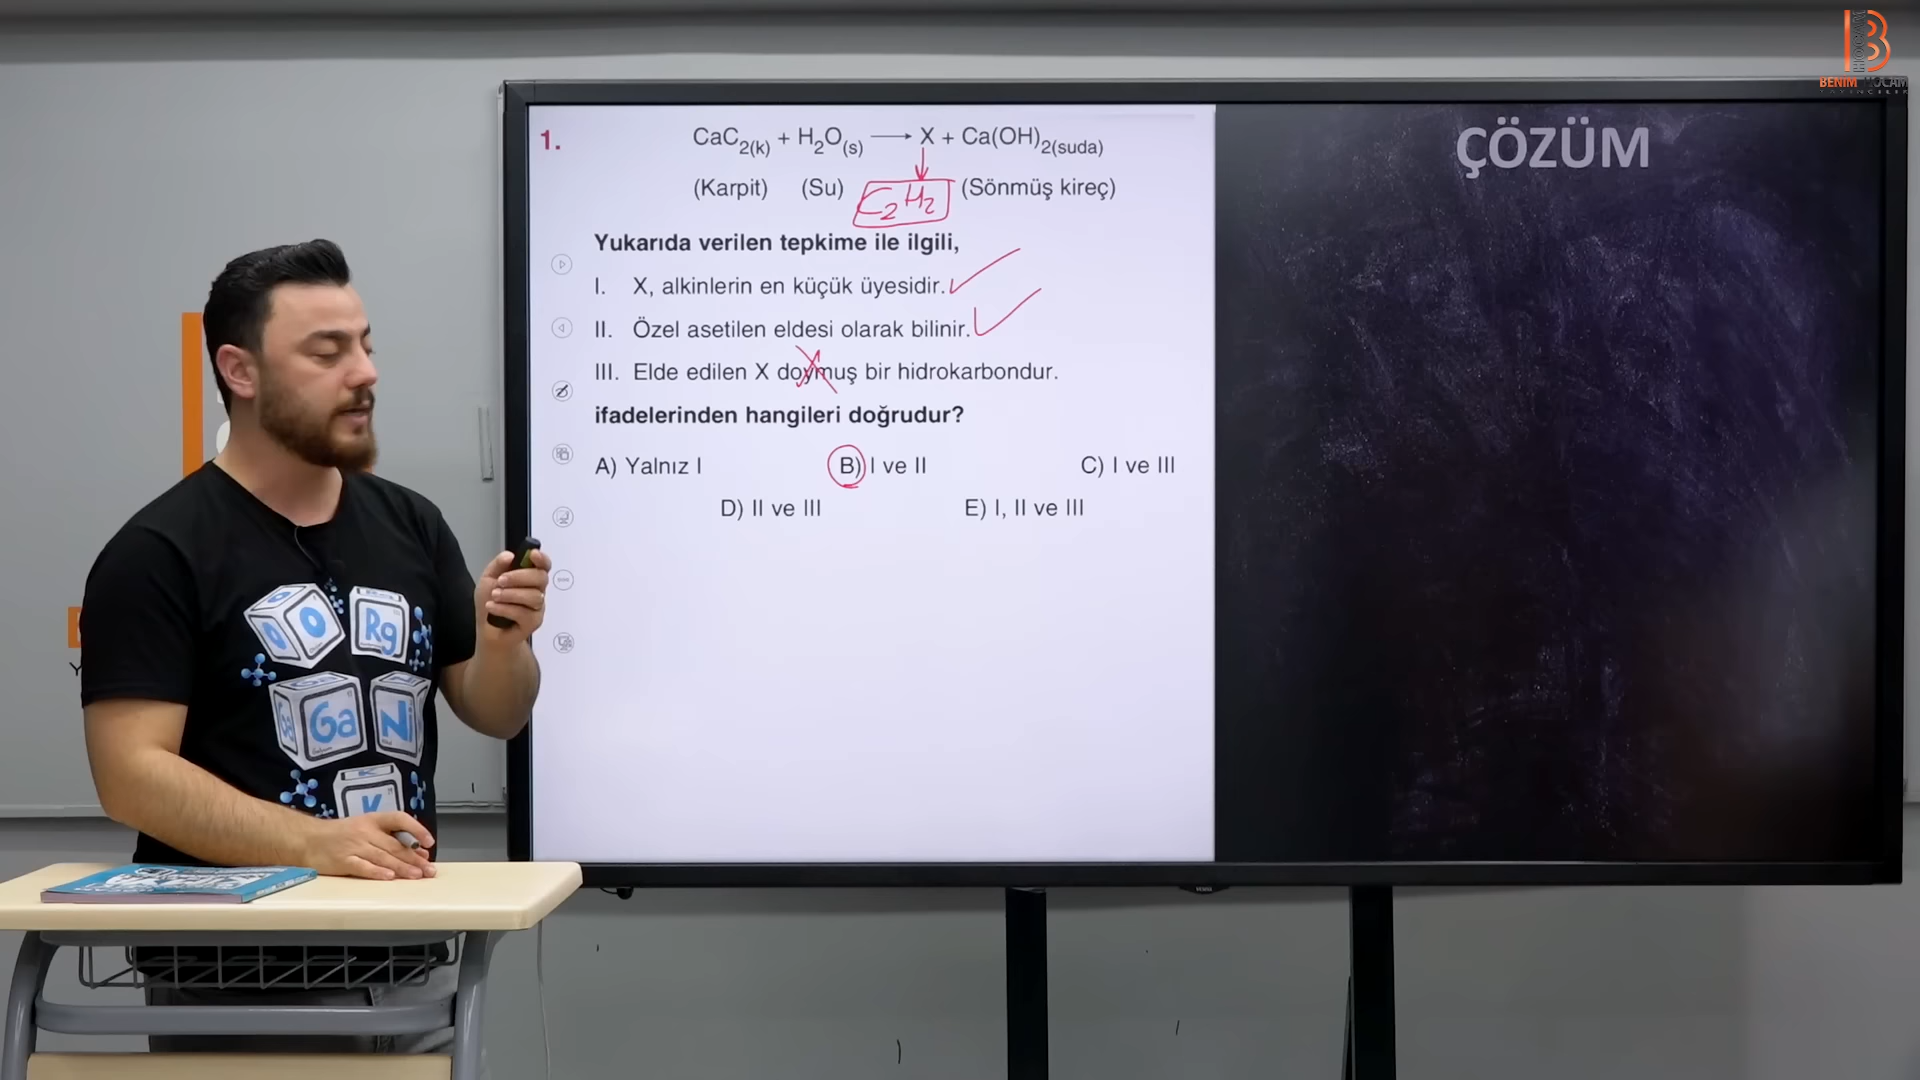 BENİM HOCAM
YAYINCILIK
ÇÖZÜM
1. CaC2(k) + H2O(s) → X + Ca(OH)2(suda)
(Karpit) (Su) C2H2 (Sönmüş kireç)
Yukarıda verilen tepkime ile ilgili,
I. X, alkinlerin en küçük üyesidir.
II. Özel asetilen eldesi olarak bilinir.
III. Elde edilen X doymuş bir hidrokarbondur.
ifadelerinden hangileri doğrudur?
A) Yalnız I B) I ve II C) I ve III
D) II ve III E) I, II ve III
O Rg
Ga Ni
K